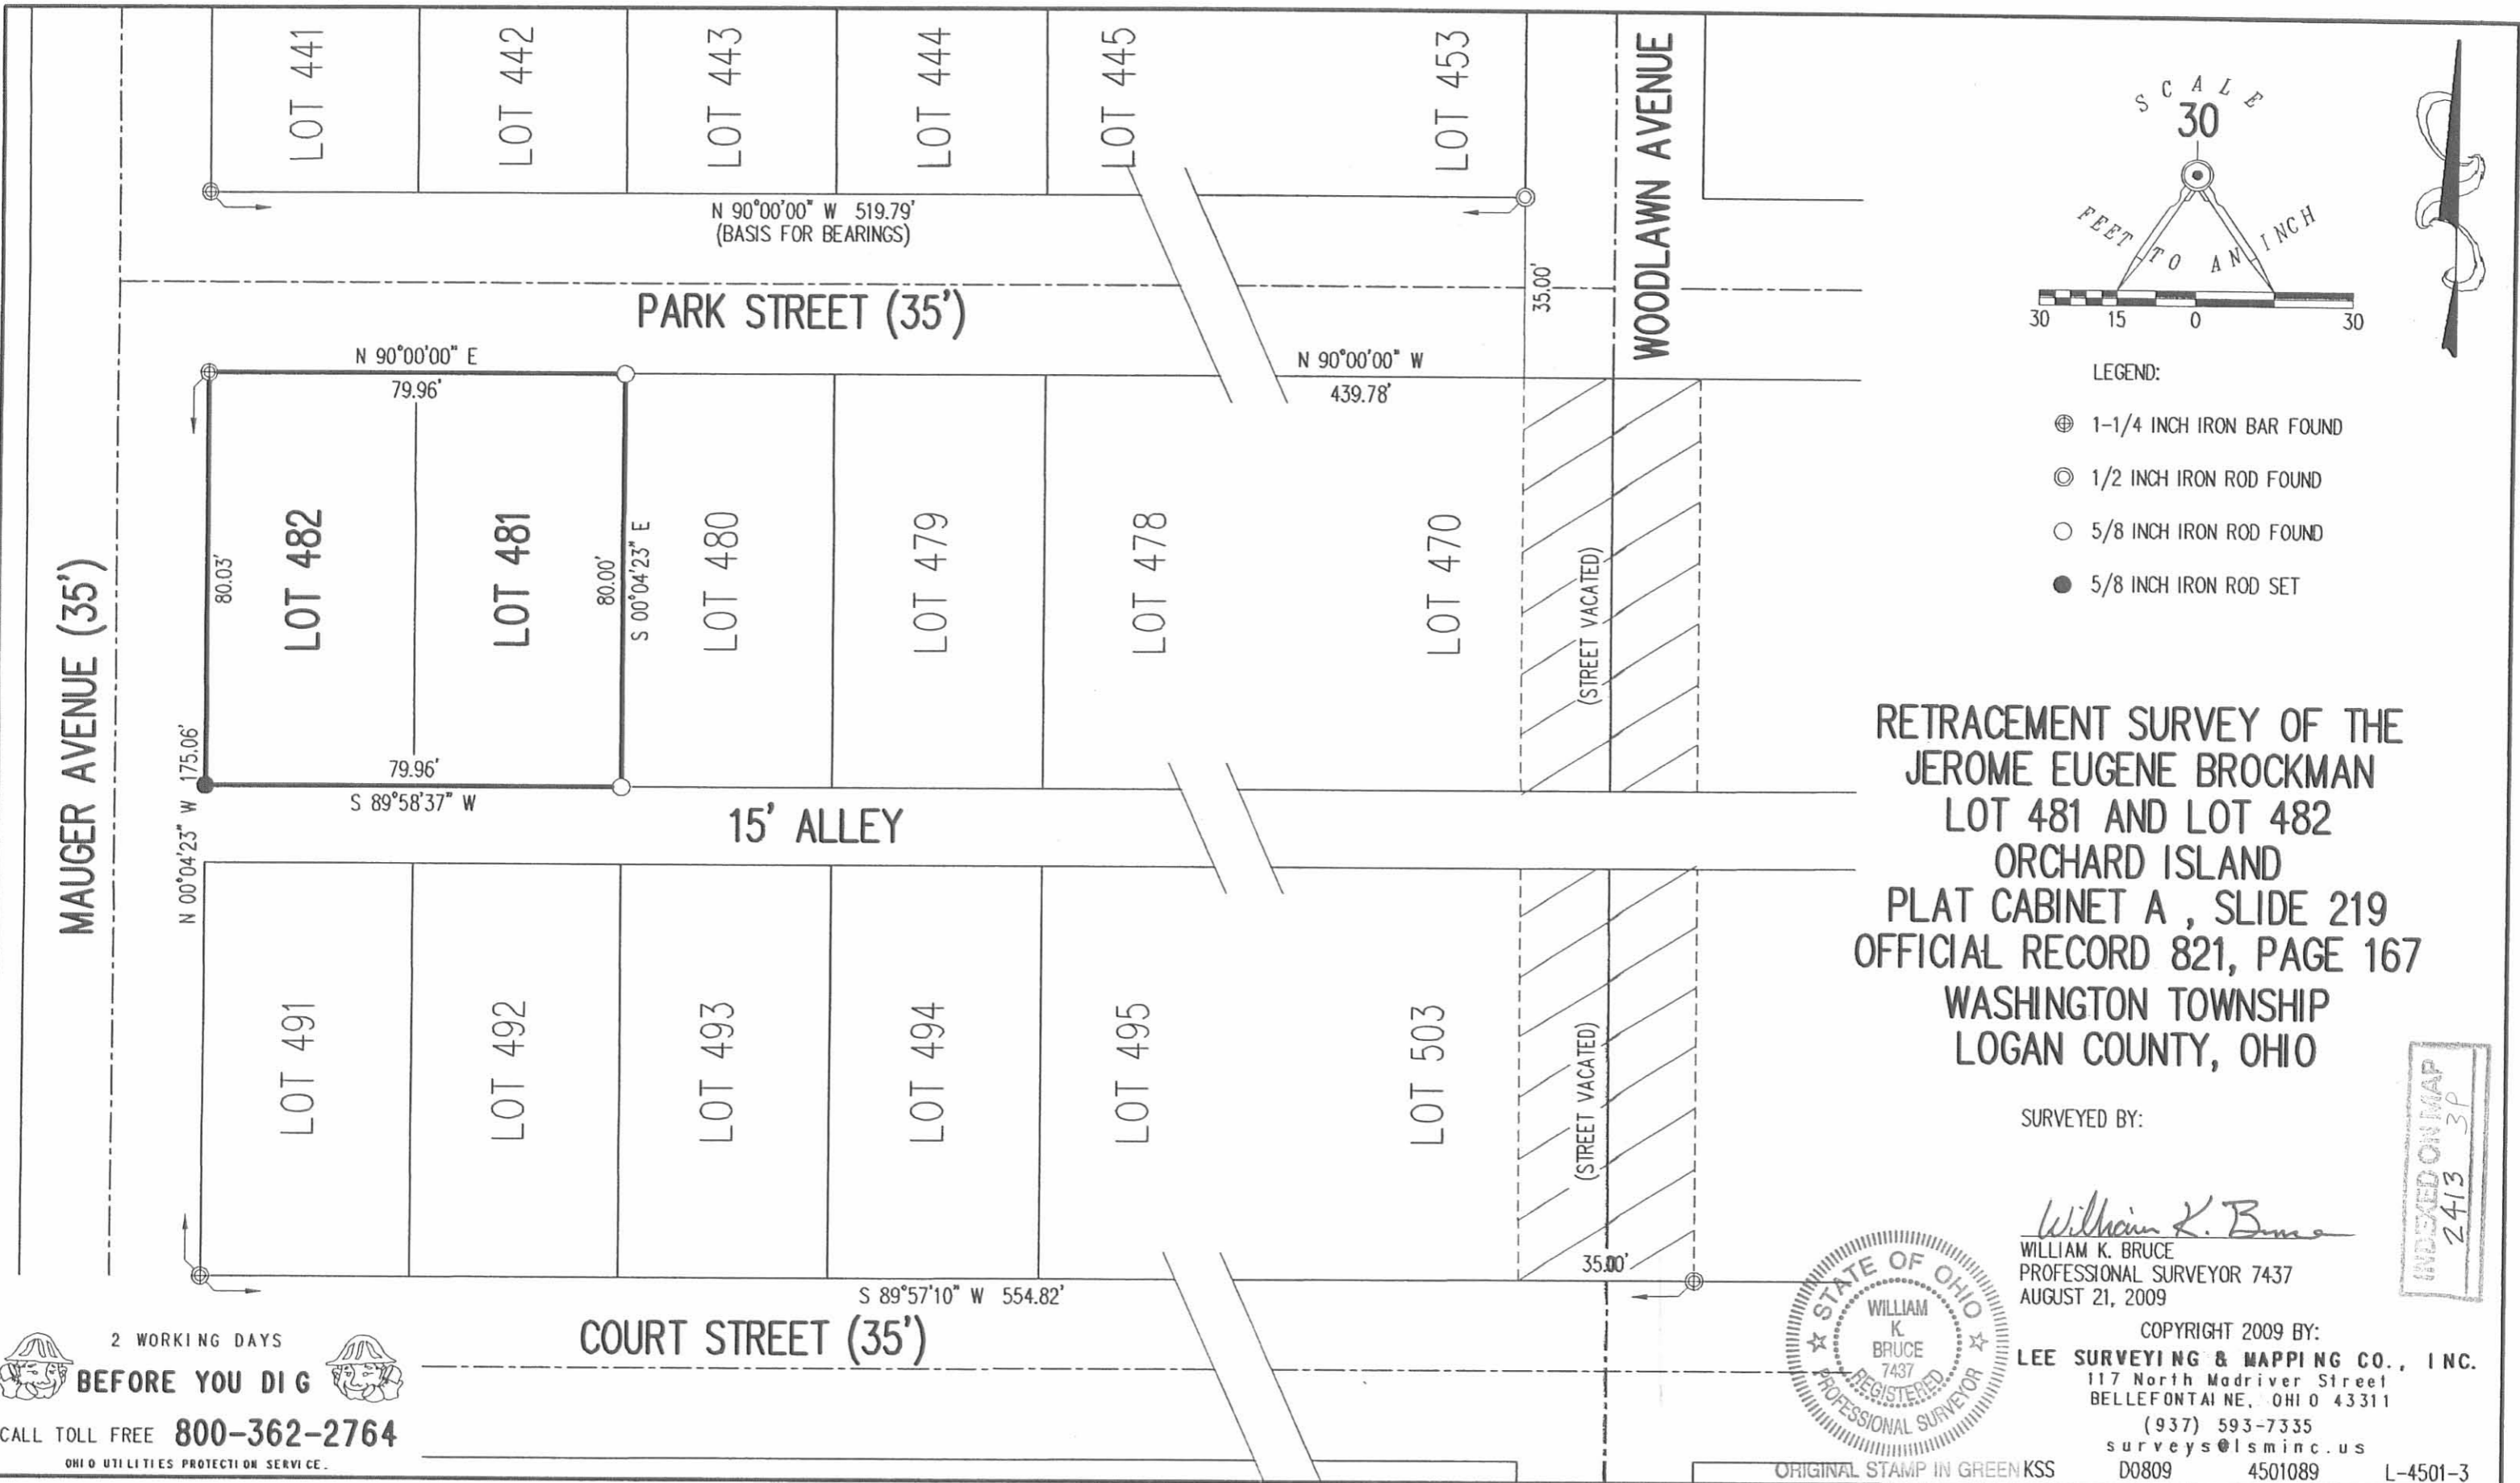 LOT 441
LOT 442
LOT 443
LOT 444
LOT 445
LOT 453
WOODLAWN AVENUE
N 90°00'00" W 519.79'
(BASIS FOR BEARINGS)
35.00'
PARK STREET (35')
N 90°00'00" E
79.96'
N 90°00'00" W
439.78'
MAUGER AVENUE (35')
80.03'
LOT 482
LOT 481
80.00'
S 00°04'23" E
LOT 480
LOT 479
LOT 478
LOT 470
(STREET VACATED)
N 00°04'23" W 175.06'
79.96'
S 89°58'37" W
15' ALLEY
LOT 491
LOT 492
LOT 493
LOT 494
LOT 495
LOT 503
(STREET VACATED)
35.00'
S 89°57'10" W 554.82'
COURT STREET (35')
2 WORKING DAYS
BEFORE YOU DIG
CALL TOLL FREE 800-362-2764
OHIO UTILITIES PROTECTION SERVICE.
SCALE
30
FEET TO AN INCH
30 15 0 30
LEGEND:
1-1/4 INCH IRON BAR FOUND
1/2 INCH IRON ROD FOUND
5/8 INCH IRON ROD FOUND
5/8 INCH IRON ROD SET
RETRACEMENT SURVEY OF THE
JEROME EUGENE BROCKMAN
LOT 481 AND LOT 482
ORCHARD ISLAND
PLAT CABINET A , SLIDE 219
OFFICIAL RECORD 821, PAGE 167
WASHINGTON TOWNSHIP
LOGAN COUNTY, OHIO
INDEXED ON MAP
2413 3P
SURVEYED BY:
William K. Bruce
WILLIAM K. BRUCE
PROFESSIONAL SURVEYOR 7437
AUGUST 21, 2009
STATE OF OHIO
WILLIAM
K.
BRUCE
7437
REGISTERED
PROFESSIONAL SURVEYOR
COPYRIGHT 2009 BY:
LEE SURVEYING & MAPPING CO., INC.
117 North Madriver Street
BELLEFONTAINE, OHIO 43311
(937) 593-7335
surveys@lsminc.us
ORIGINAL STAMP IN GREEN KSS D0809 4501089 L-4501-3